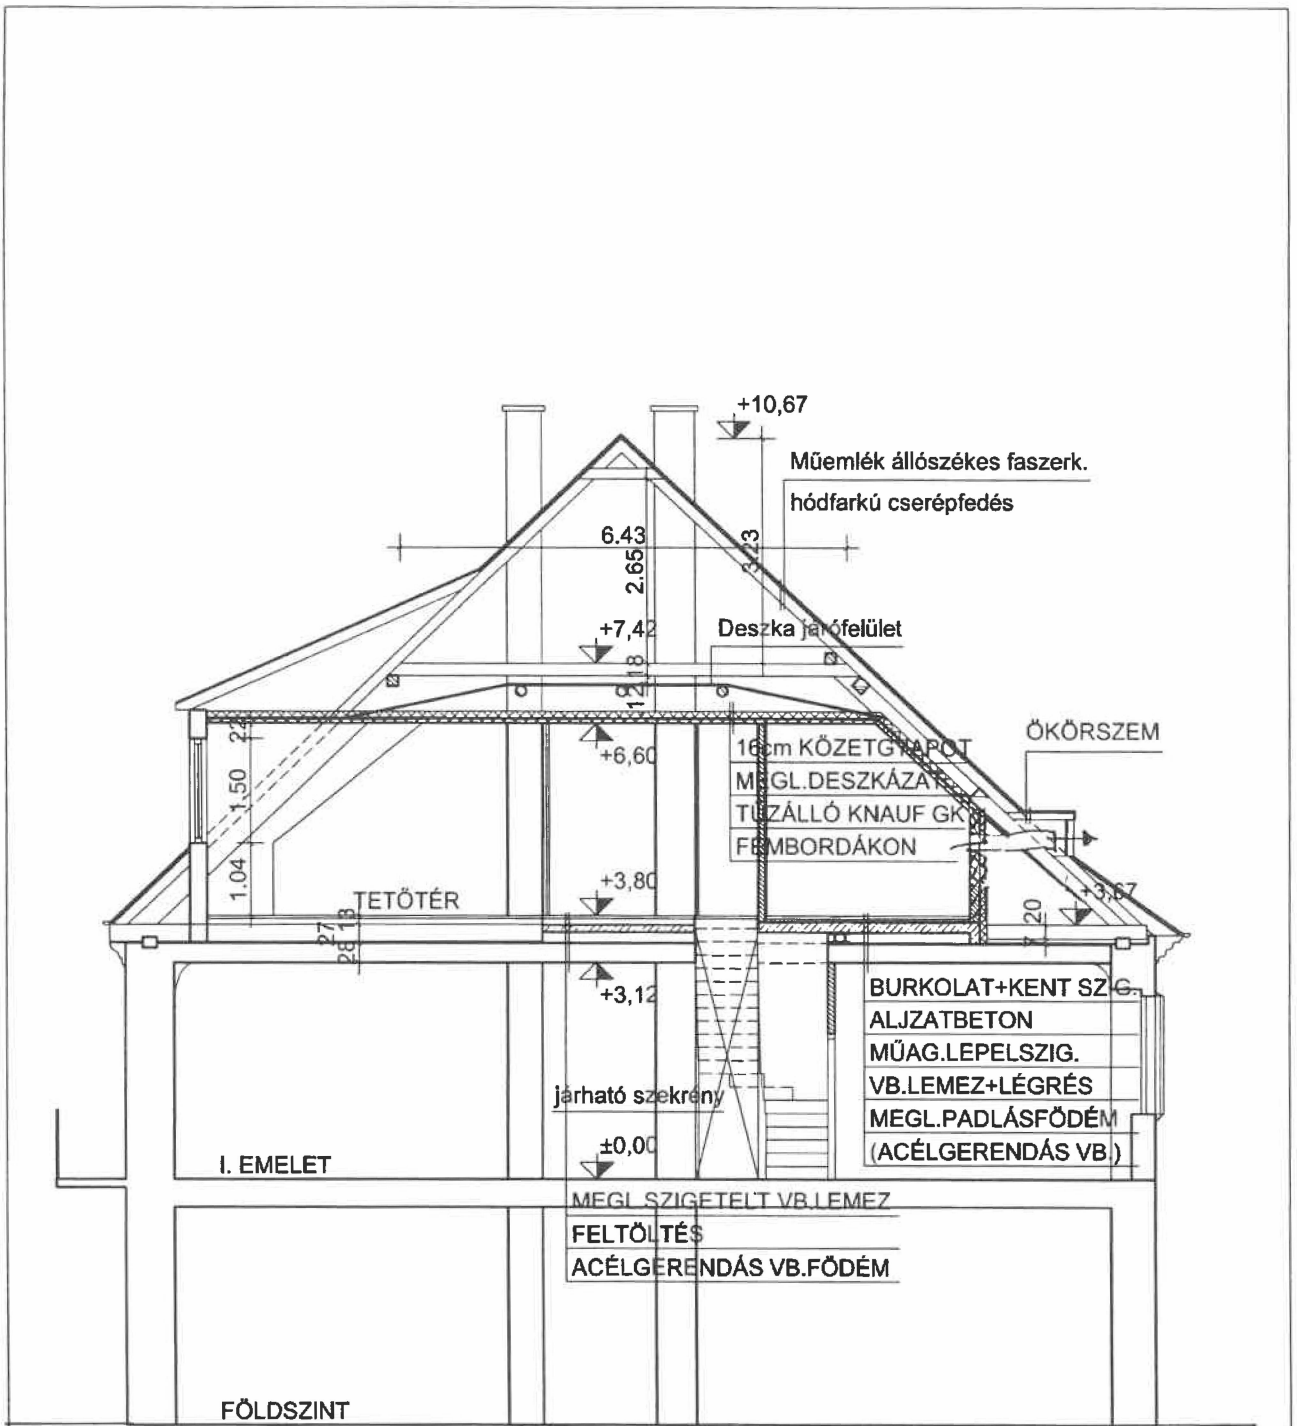 +10,67
Műemlék állószékes faszerk.
hódfarkú cserépfedés
6.43
2.65
3.23
+7,42
Deszka járófelület
18
12
22
+6,60
16cm KŐZETGYAPOT
MEGL.DESZKÁZAT
TŰZÁLLÓ KNAUF GK
FÉMBORDÁKON
ÖKÖRSZEM
1.50
1.04
+3,80
TETŐTÉR
+3,67
20
7
13
27
28
+3,12
BURKOLAT+KENT SZIG.
ALJZATBETON
MŰAG.LEPELSZIG.
VB.LEMEZ+LÉGRÉS
MEGL.PADLÁSFÖDÉM
(ACÉLGERENDÁS VB.)
járható szekrény
±0,00
I. EMELET
MEGL.SZIGETELT VB.LEMEZ
FELTÖLTÉS
ACÉLGERENDÁS VB.FÖDÉM
FÖLDSZINT